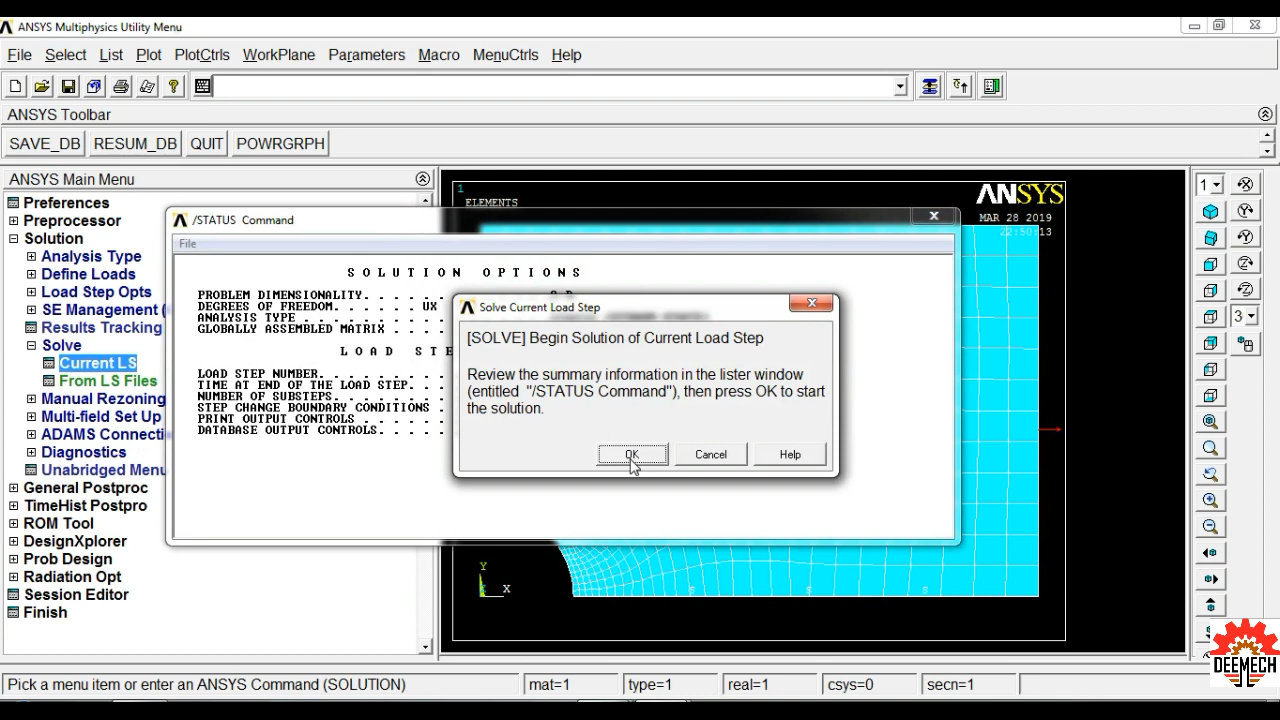 ANSYS Multiphysics Utility Menu
File Select List Plot PlotCtrls WorkPlane Parameters Macro MenuCtrls Help
ANSYS Toolbar
SAVE_DB RESUM_DB QUIT POWRGRPH
ANSYS Main Menu
Preferences
Preprocessor
Solution
Analysis Type
Define Loads
Load Step Opts
SE Management (
Results Tracking
Solve
Current LS
From LS Files
Manual Rezoning
Multi-field Set Up
ADAMS Connecti
Diagnostics
Unabridged Menu
General Postproc
TimeHist Postpro
ROM Tool
DesignXplorer
Prob Design
Radiation Opt
Session Editor
Finish
/STATUS Command
File
SOLUTION OPTIONS
PROBLEM DIMENSIONALITY. . . . . .
DEGREES OF FREEDOM. . . . . . UX
ANALYSIS TYPE . . . . . . . . . .
GLOBALLY ASSEMBLED MATRIX . . . .
LOAD STE
LOAD STEP NUMBER. . . . . . . . .
TIME AT END OF THE LOAD STEP. . .
NUMBER OF SUBSTEPS. . . . . . . .
STEP CHANGE BOUNDARY CONDITIONS .
PRINT OUTPUT CONTROLS . . . . . .
DATABASE OUTPUT CONTROLS. . . . .
Solve Current Load Step
[SOLVE] Begin Solution of Current Load Step
Review the summary information in the lister window
(entitled "/STATUS Command"), then press OK to start
the solution.
OK Cancel Help
1
ELEMENTS
ANSYS
MAR 28 2019
22:50:13
Y
X
S S S
1
3
Pick a menu item or enter an ANSYS Command (SOLUTION)
mat=1 type=1 real=1 csys=0 secn=1
DEEMECH